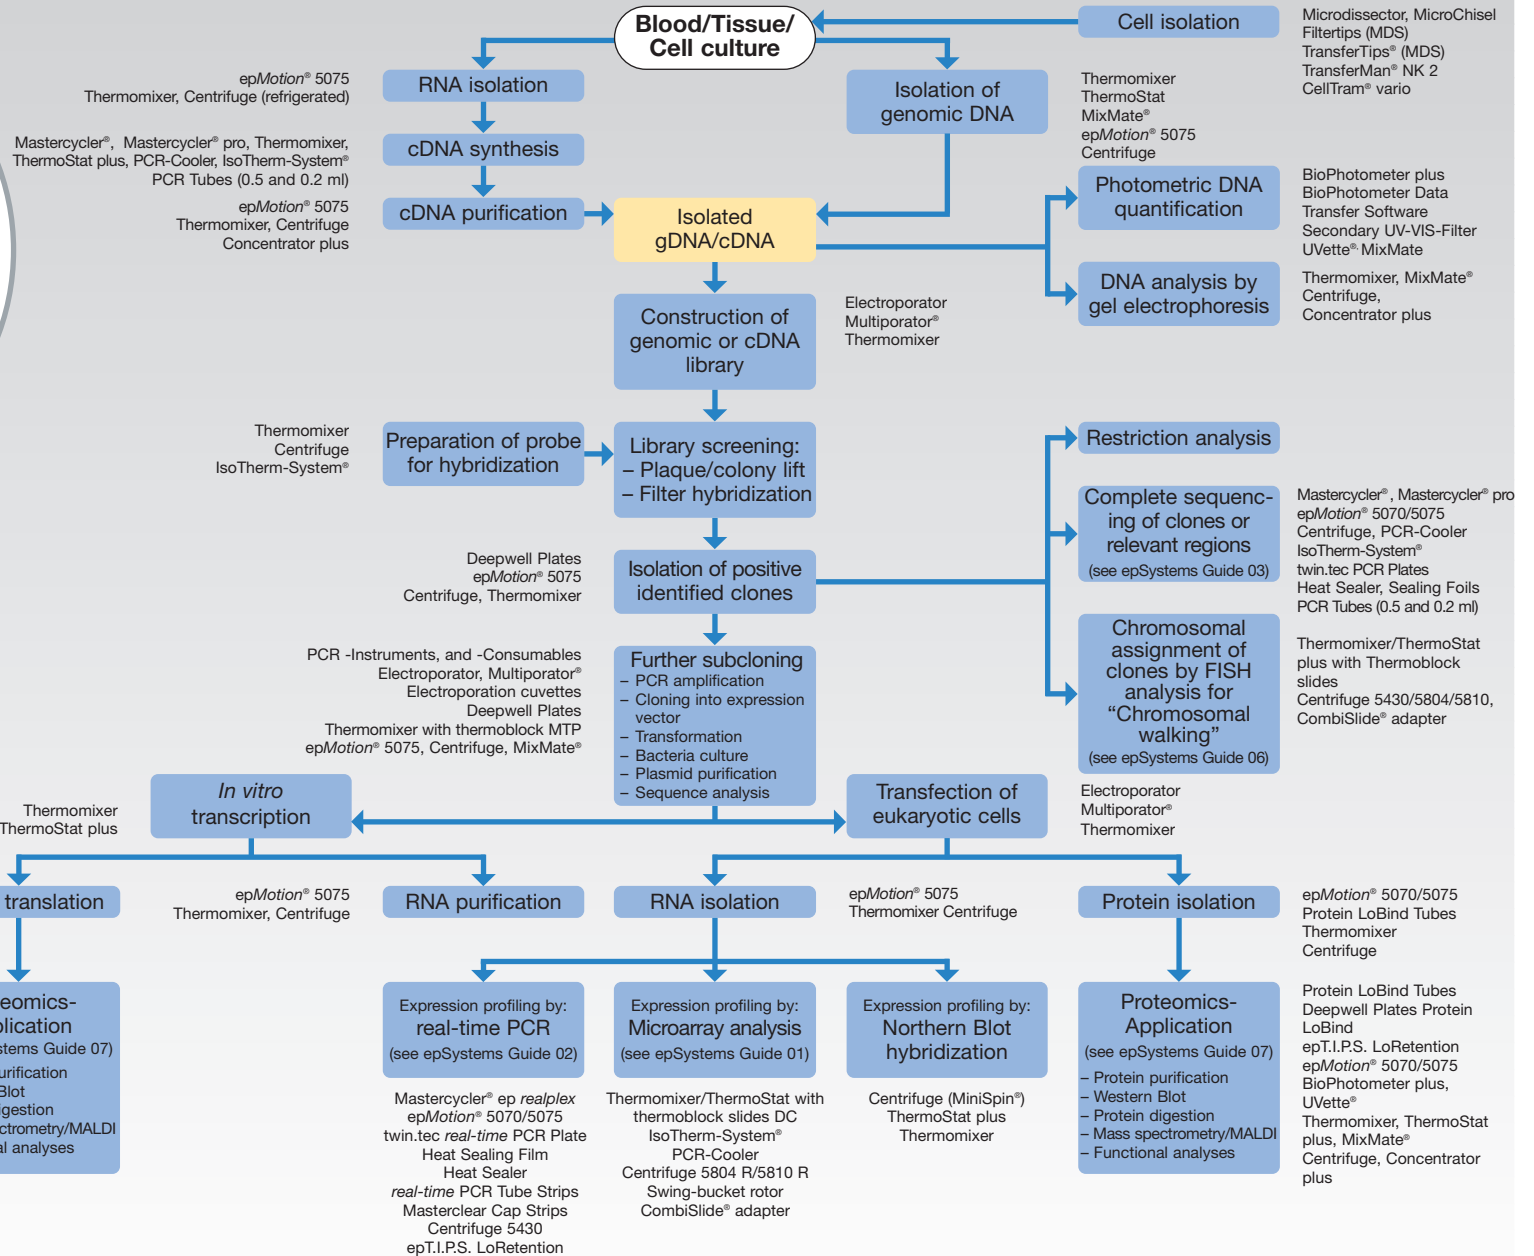 Blood/Tissue/
Cell culture
Cell isolation
Microdissector, MicroChisel
Filtertips (MDS)
TransferTips® (MDS)
TransferMan® NK 2
CellTram® vario
epMotion® 5075
Thermomixer, Centrifuge (refrigerated)
RNA isolation
Isolation of
genomic DNA
Thermomixer
ThermoStat
MixMate®
epMotion® 5075
Centrifuge
Mastercycler®, Mastercycler® pro, Thermomixer,
ThermoStat plus, PCR-Cooler, IsoTherm-System®
PCR Tubes (0.5 and 0.2 ml)
cDNA synthesis
epMotion® 5075
Thermomixer, Centrifuge
Concentrator plus
cDNA purification
Isolated
gDNA/cDNA
Photometric DNA
quantification
BioPhotometer plus
BioPhotometer Data
Transfer Software
Secondary UV-VIS-Filter
UVette®, MixMate
DNA analysis by
gel electrophoresis
Thermomixer, MixMate®
Centrifuge,
Concentrator plus
Construction of
genomic or cDNA
library
Electroporator
Multiporator®
Thermomixer
Thermomixer
Centrifuge
IsoTherm-System®
Preparation of probe
for hybridization
Library screening:
– Plaque/colony lift
– Filter hybridization
Restriction analysis
Complete sequenc-
ing of clones or
relevant regions
(see epSystems Guide 03)
Mastercycler® , Mastercycler® pro
epMotion® 5070/5075
Centrifuge, PCR-Cooler
IsoTherm-System®
twin.tec PCR Plates
Heat Sealer, Sealing Foils
PCR Tubes (0.5 and 0.2 ml)
Deepwell Plates
epMotion® 5075
Centrifuge, Thermomixer
Isolation of positive
identified clones
Chromosomal
assignment of
clones by FISH
analysis for
“Chromosomal
walking”
(see epSystems Guide 06)
Thermomixer/ThermoStat
plus with Thermoblock
slides
Centrifuge 5430/5804/5810,
CombiSlide® adapter
PCR -Instruments, and -Consumables
Electroporator, Multiporator®
Electroporation cuvettes
Deepwell Plates
Thermomixer with thermoblock MTP
epMotion® 5075, Centrifuge, MixMate®
Further subcloning
– PCR amplification
– Cloning into expression
vector
– Transformation
– Bacteria culture
– Plasmid purification
– Sequence analysis
Thermomixer
ThermoStat plus
In vitro
transcription
Transfection of
eukaryotic cells
Electroporator
Multiporator®
Thermomixer
translation
epMotion® 5075
Thermomixer, Centrifuge
RNA purification
RNA isolation
epMotion® 5075
Thermomixer Centrifuge
Protein isolation
epMotion® 5070/5075
Protein LoBind Tubes
Thermomixer
Centrifuge
eomics-
plication
stems Guide 07)
urification
Blot
igestion
ctrometry/MALDI
al analyses
Expression profiling by:
real-time PCR
(see epSystems Guide 02)
Mastercycler® ep realplex
epMotion® 5070/5075
twin.tec real-time PCR Plate
Heat Sealing Film
Heat Sealer
real-time PCR Tube Strips
Masterclear Cap Strips
Centrifuge 5430
epT.I.P.S. LoRetention
Expression profiling by:
Microarray analysis
(see epSystems Guide 01)
Thermomixer/ThermoStat with
thermoblock slides DC
IsoTherm-System®
PCR-Cooler
Centrifuge 5804 R/5810 R
Swing-bucket rotor
CombiSlide® adapter
Expression profiling by:
Northern Blot
hybridization
Centrifuge (MiniSpin®)
ThermoStat plus
Thermomixer
Proteomics-
Application
(see epSystems Guide 07)
– Protein purification
– Western Blot
– Protein digestion
– Mass spectrometry/MALDI
– Functional analyses
Protein LoBind Tubes
Deepwell Plates Protein
LoBind
epT.I.P.S. LoRetention
epMotion® 5070/5075
BioPhotometer plus,
UVette®
Thermomixer, ThermoStat
plus, MixMate®
Centrifuge, Concentrator
plus